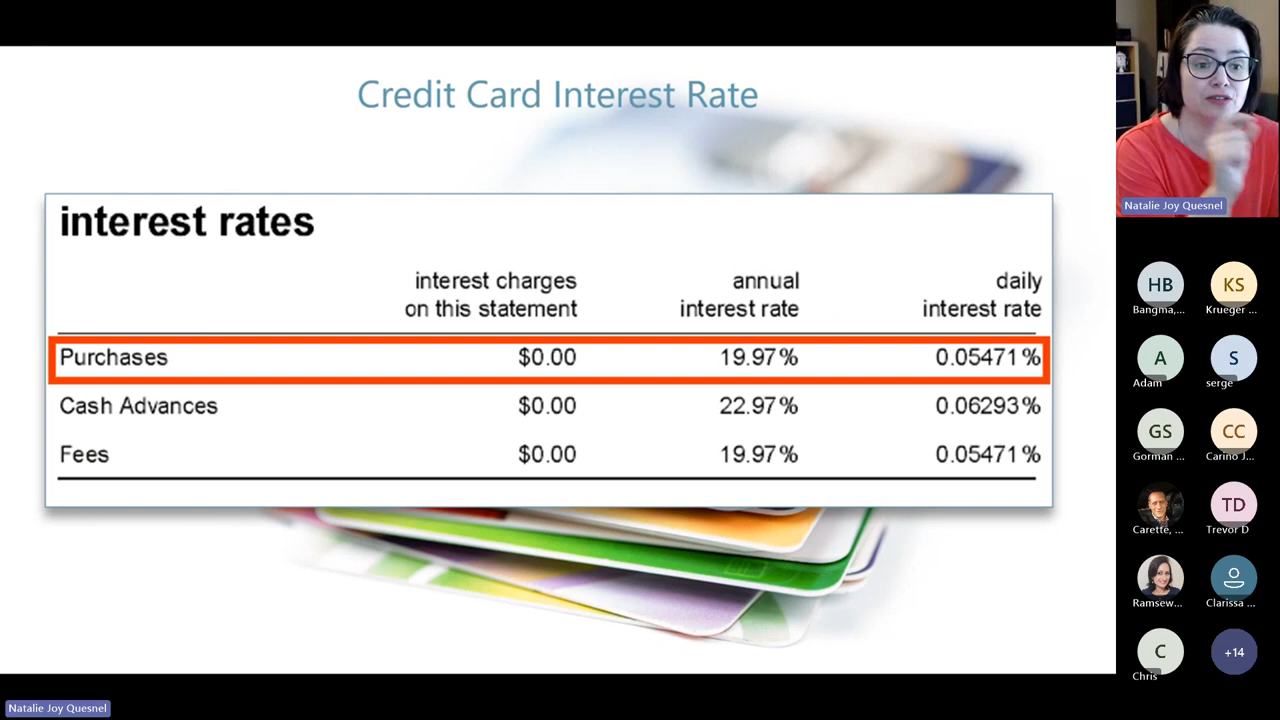 Credit Card Interest Rate
interest rates
interest charges on this statement annual interest rate daily interest rate
Purchases $0.00 19.97% 0.05471%
Cash Advances $0.00 22.97% 0.06293%
Fees $0.00 19.97% 0.05471%
Natalie Joy Quesnel
HB KS
Bangma,... Krueger ...
A S
Adam serge
GS CC
Gorman ... Carino J...
TD
Carette, ... Trevor D
Ramsew... Clarissa ...
C +14
Chris
Natalie Joy Quesnel